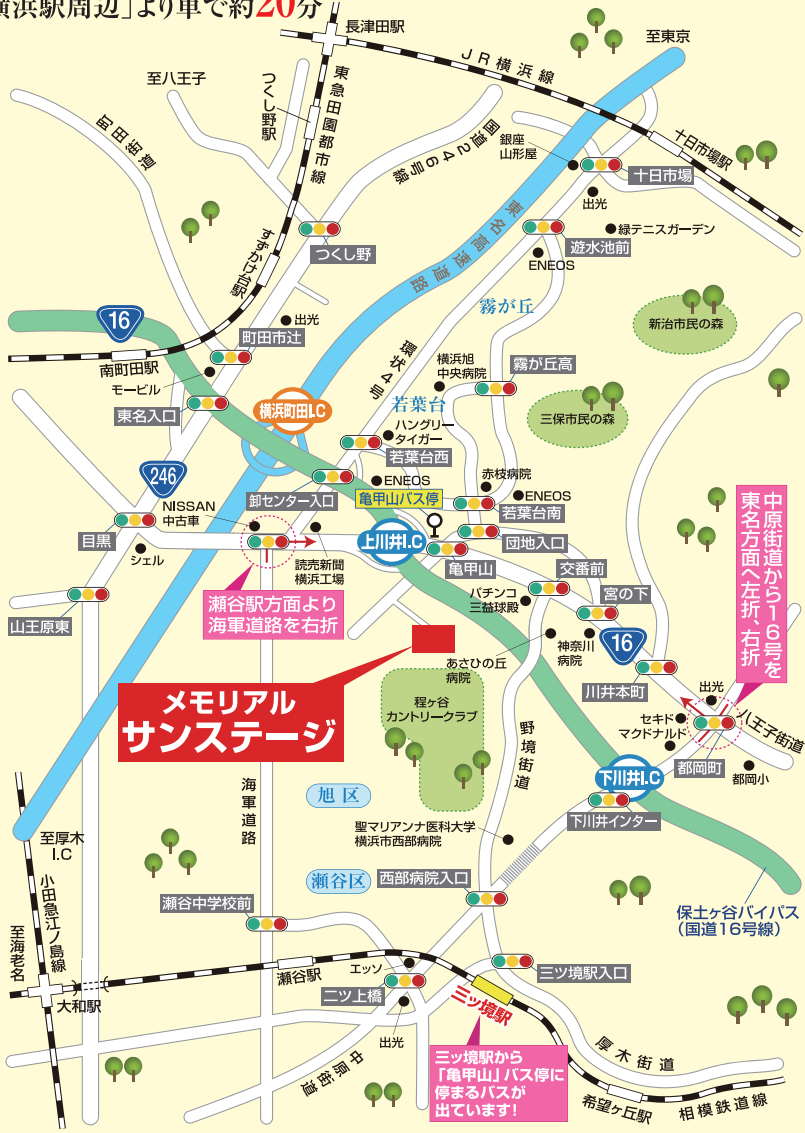 横浜駅周辺」より車で約20分
長津田駅
至東京
JR横浜線
至八王子
つくし野駅
東急田園都市線
町田街道
国道246号線
銀座
山形屋
十日市場駅
十日市場
出光
東名高速道路
つくし野
遊水池前
緑テニスガーデン
ENEOS
すずかけ台駅
霧が丘
16
出光
新治市民の森
町田市辻
環状4号
南町田駅
モービル
横浜旭
中央病院
霧が丘高
東名入口
横浜町田I.C
若葉台
三保市民の森
ハングリー
タイガー
若葉台西
246
卸センター入口
ENEOS
赤枝病院
亀甲山バス停
ENEOS
若葉台南
NISSAN
中古車
目黒
シェル
読売新聞
横浜工場
上川井I.C
団地入口
亀甲山
交番前
中原街道から16号を
東名方面へ左折、右折
瀬谷駅方面より
海軍道路を右折
パチンコ
三益球殿
宮の下
山王原東
16
あさひの丘
病院
神奈川
病院
川井本町
メモリアル
サンステージ
程ヶ谷
カントリークラブ
出光
セキド
マクドナルド
八王子街道
都岡町
都岡小
野境街道
海軍道路
旭区
下川井I.C
下川井インター
聖マリアンナ医科大学
横浜市西部病院
至厚木
I.C
瀬谷区
西部病院入口
小田急江ノ島線
瀬谷中学校前
保土ヶ谷バイパス
(国道16号線)
至海老名
瀬谷駅
エッソ
三ツ境駅入口
大和駅
二ツ上橋
三ツ境駅
出光
中原街道
厚木街道
三ッ境駅から
「亀甲山」バス停に
停まるバスが
出ています!
希望ヶ丘駅
相模鉄道線